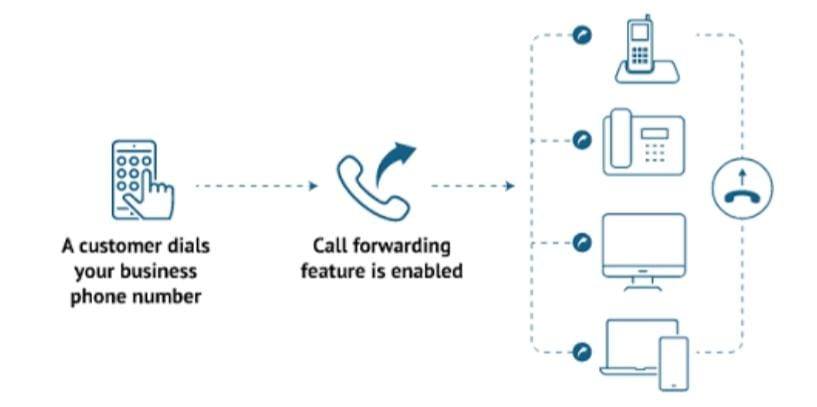 A customer dials
your business
phone number
Call forwarding
feature is enabled